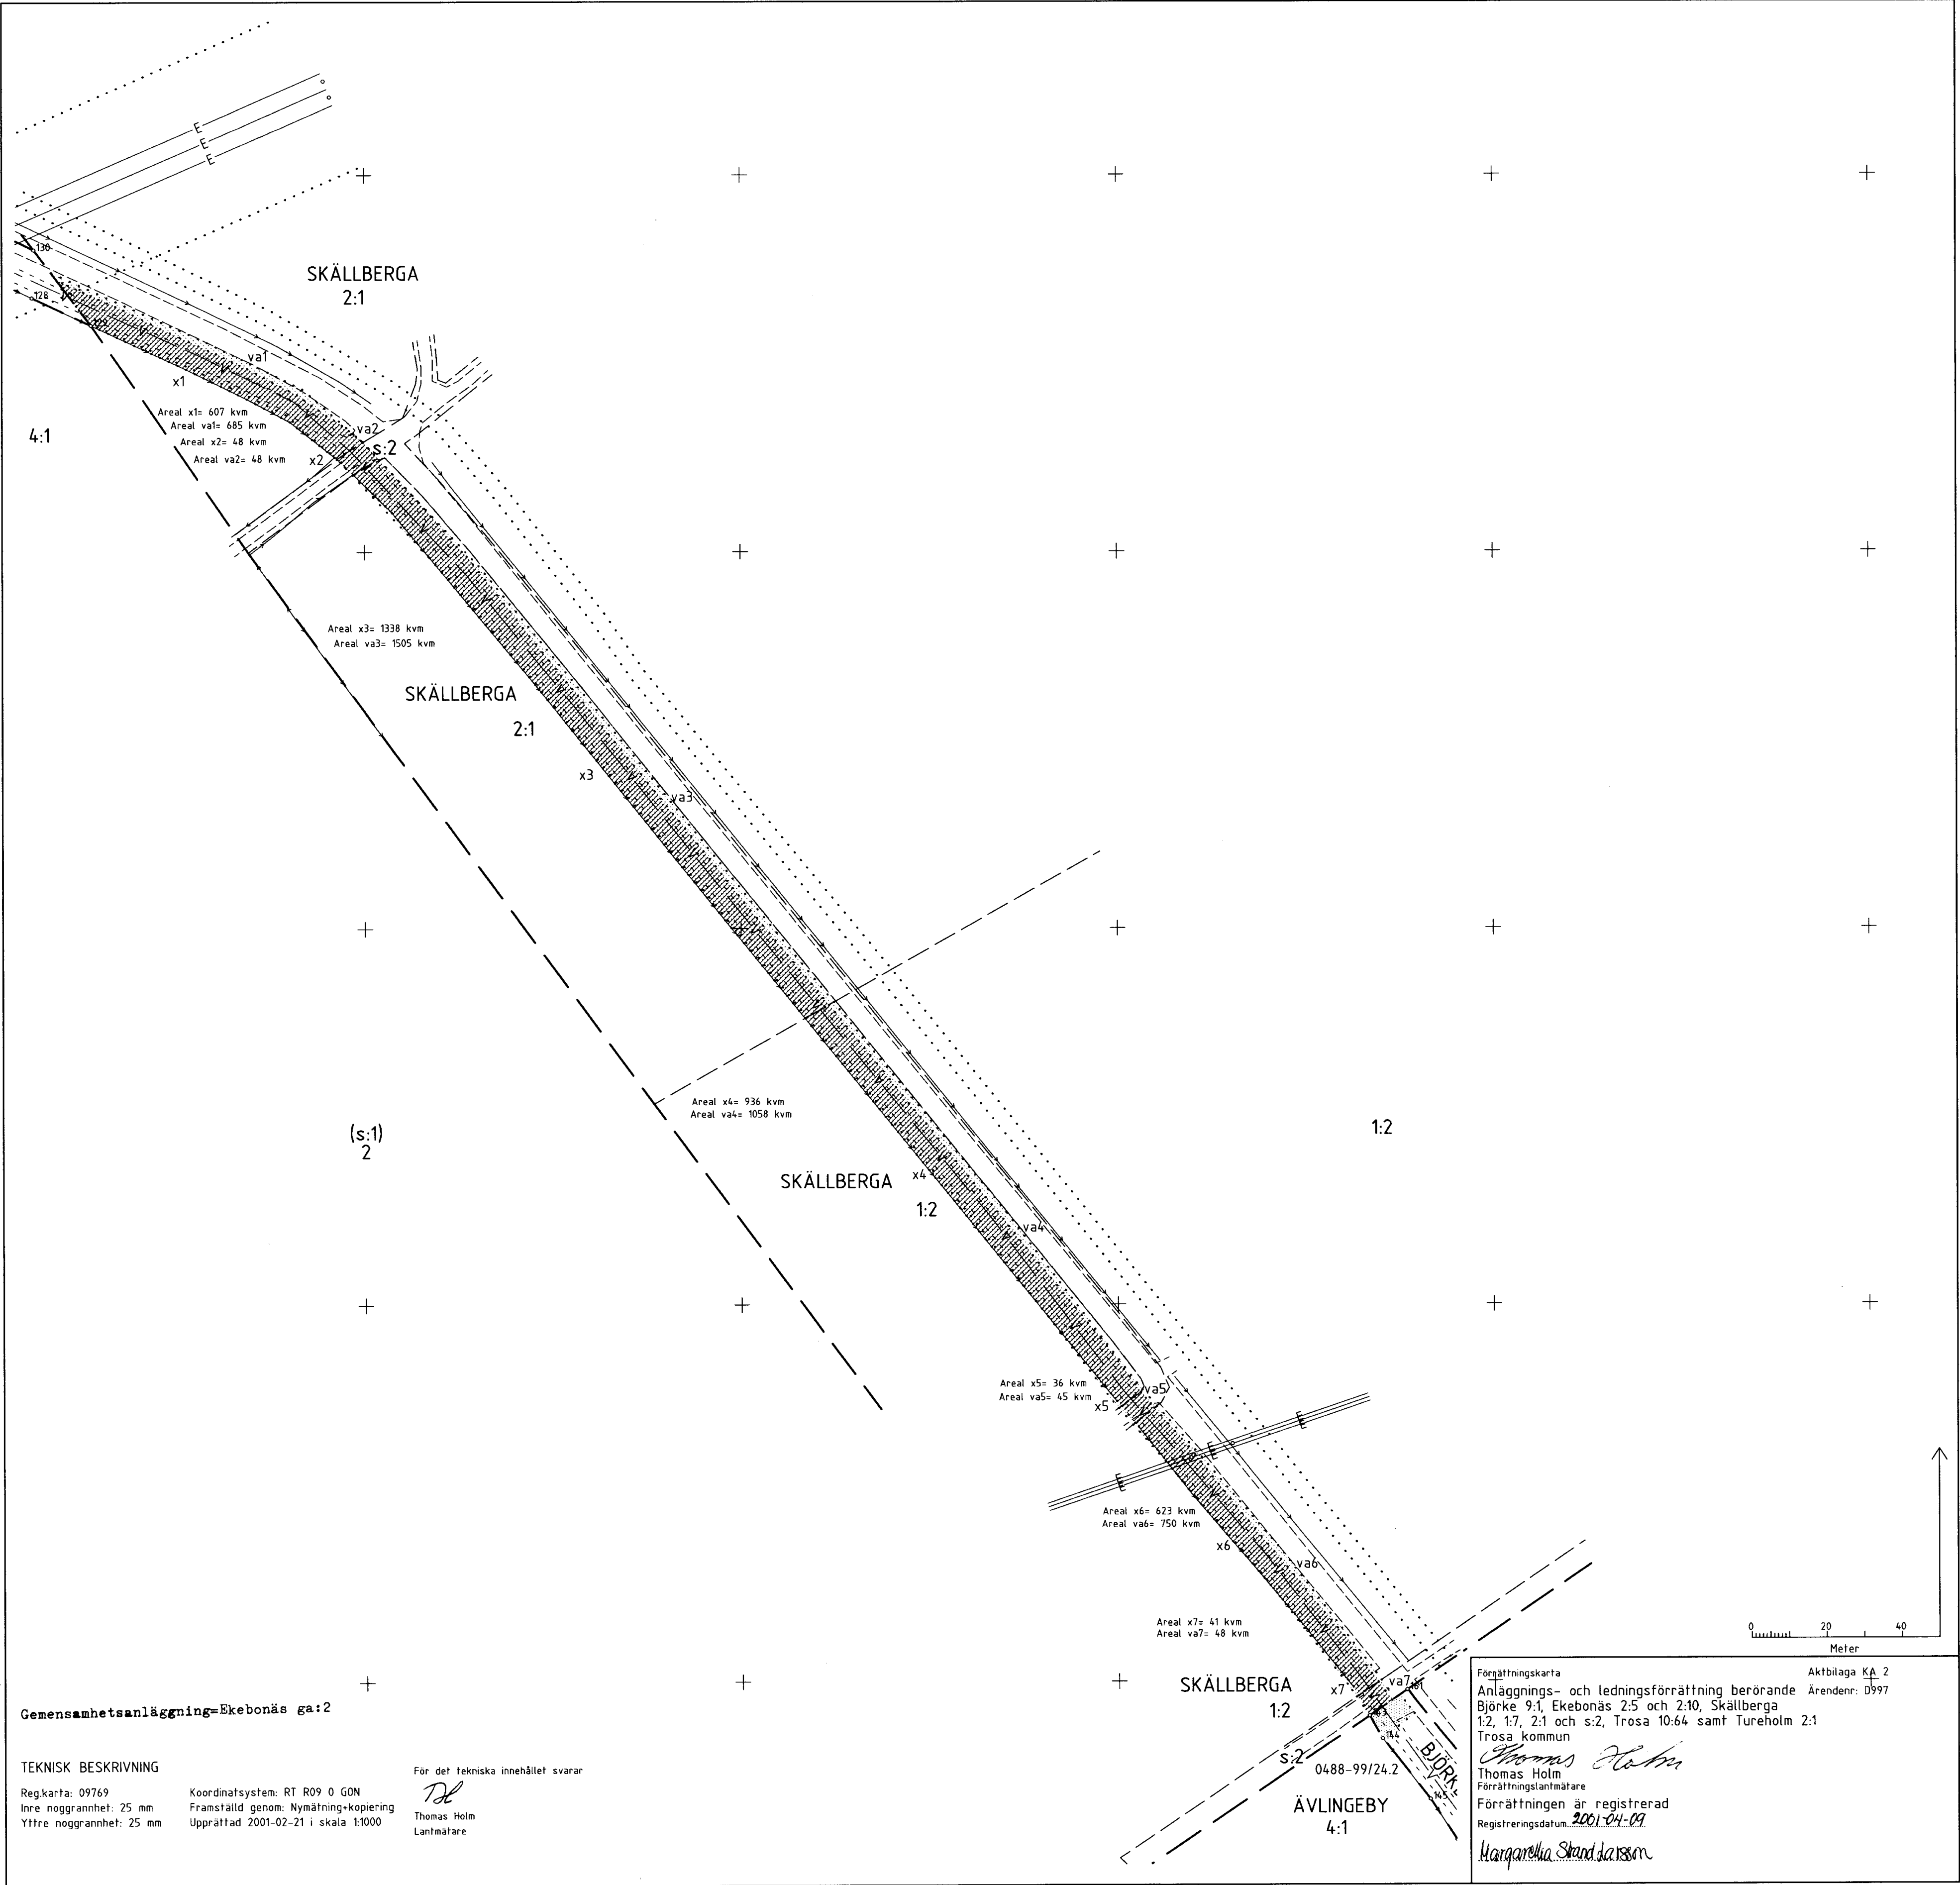 E
E
E
130
SKÄLLBERGA
2:1
128
va1
x1
Areal x1= 607 kvm
Areal va1= 685 kvm
Areal x2= 48 kvm
Areal va2= 48 kvm
4:1
va2
s:2
x2
Areal x3= 1338 kvm
Areal va3= 1505 kvm
SKÄLLBERGA
2:1
x3
va3
Areal x4= 936 kvm
Areal va4= 1058 kvm
(s:1)
2
1:2
SKÄLLBERGA
x4
1:2
va4
Areal x5= 36 kvm
Areal va5= 45 kvm
va5
x5
E
E
E
Areal x6= 623 kvm
Areal va6= 750 kvm
x6
va6
Areal x7= 41 kvm
Areal va7= 48 kvm
0 20 40
Meter
SKÄLLBERGA
1:2
x7
va7
144
145
BJÖRK
s:2
0488-99/24.2
ÄVLINGEBY
4:1
Gemensamhetsanläggning=Ekebonäs ga:2
TEKNISK BESKRIVNING
Reg.karta: 09769
Inre noggrannhet: 25 mm
Yttre noggrannhet: 25 mm
Koordinatsystem: RT R09 0 GON
Framställd genom: Nymätning+kopiering
Upprättad 2001-02-21 i skala 1:1000
För det tekniska innehållet svarar
TH
Thomas Holm
Lantmätare
Förrättningskarta
Aktbilaga KA 2
Anläggnings- och ledningsförrättning berörande
Ärendenr: D997
Björke 9:1, Ekebonäs 2:5 och 2:10, Skällberga
1:2, 1:7, 2:1 och s:2, Trosa 10:64 samt Tureholm 2:1
Trosa kommun
Thomas Holm
Thomas Holm
Förrättningslantmätare
Förrättningen är registrerad
Registreringsdatum 2001-04-09
Margaretha Strand Larsson